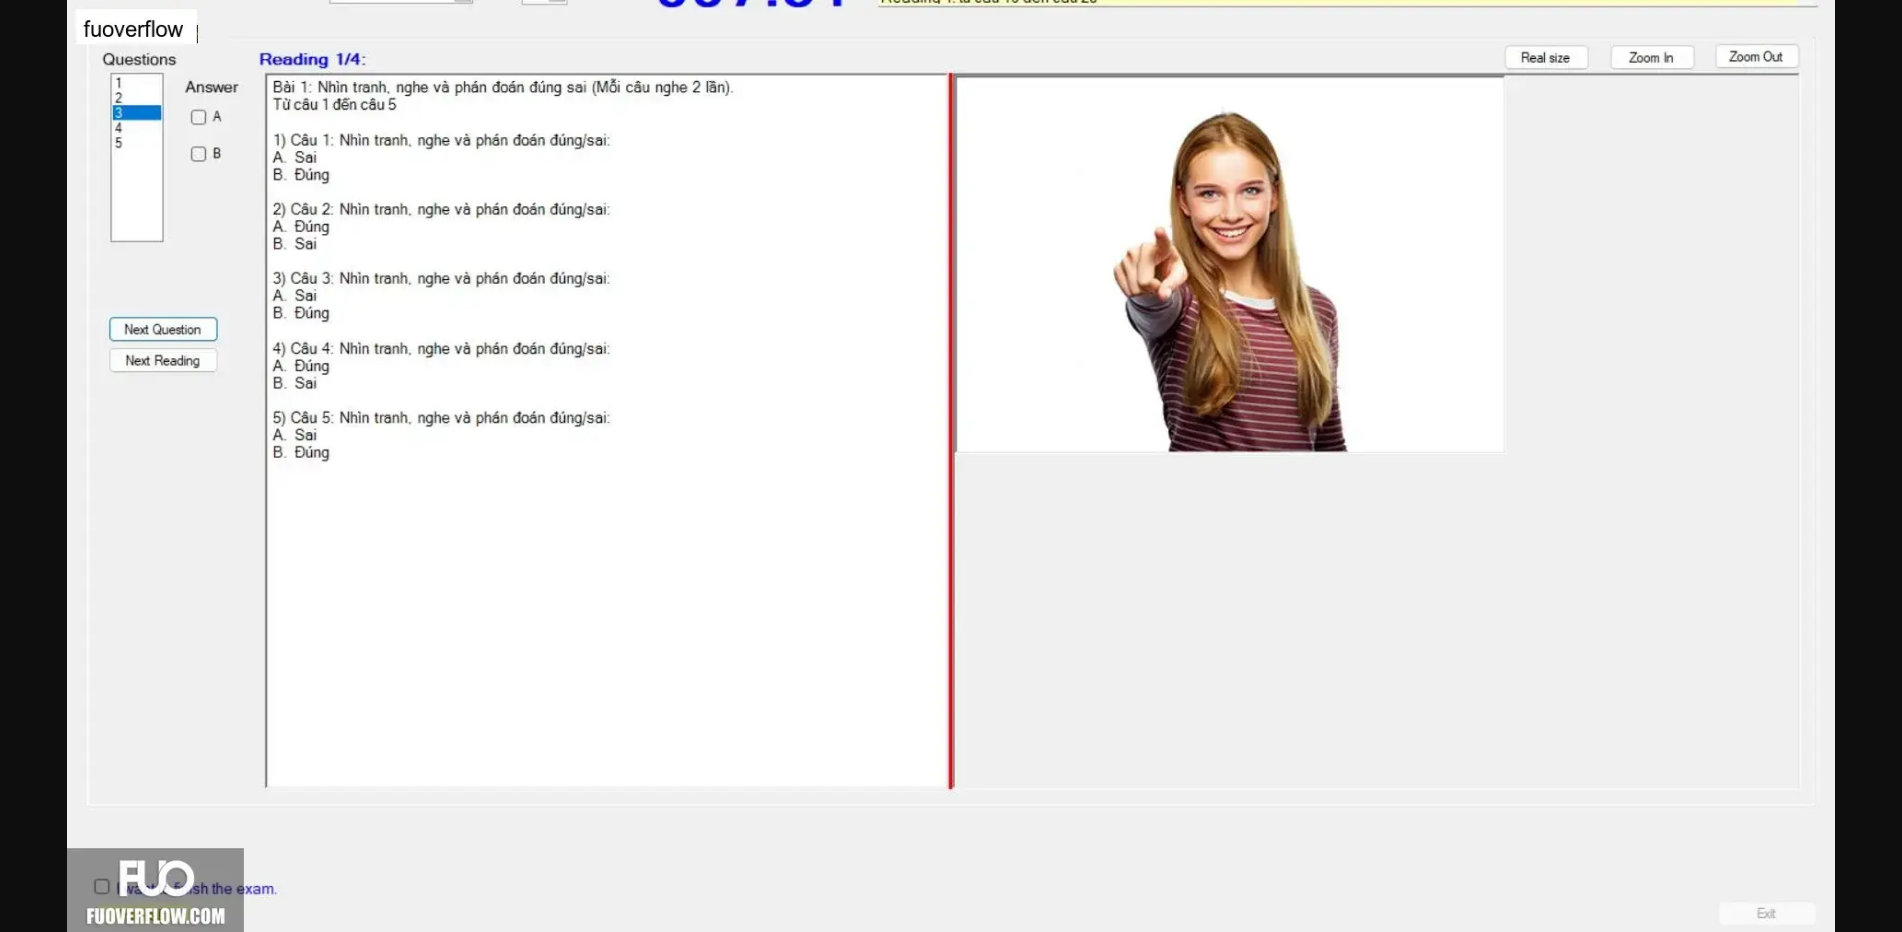 fuoverflow
Questions
Reading 1/4:
Real size
Zoom In
Zoom Out
1
2
3
4
5
Answer
A
B
Next Question
Next Reading
Bài 1: Nhìn tranh, nghe và phán đoán đúng sai (Mỗi câu nghe 2 lần).
Từ câu 1 đến câu 5
1) Câu 1: Nhìn tranh, nghe và phán đoán đúng/sai:
A. Sai
B. Đúng
2) Câu 2: Nhìn tranh, nghe và phán đoán đúng/sai:
A. Đúng
B. Sai
3) Câu 3: Nhìn tranh, nghe và phán đoán đúng/sai:
A. Sai
B. Đúng
4) Câu 4: Nhìn tranh, nghe và phán đoán đúng/sai:
A. Đúng
B. Sai
5) Câu 5: Nhìn tranh, nghe và phán đoán đúng/sai:
A. Sai
B. Đúng
FUO
the exam.
FUOVERFLOW.COM
Exit